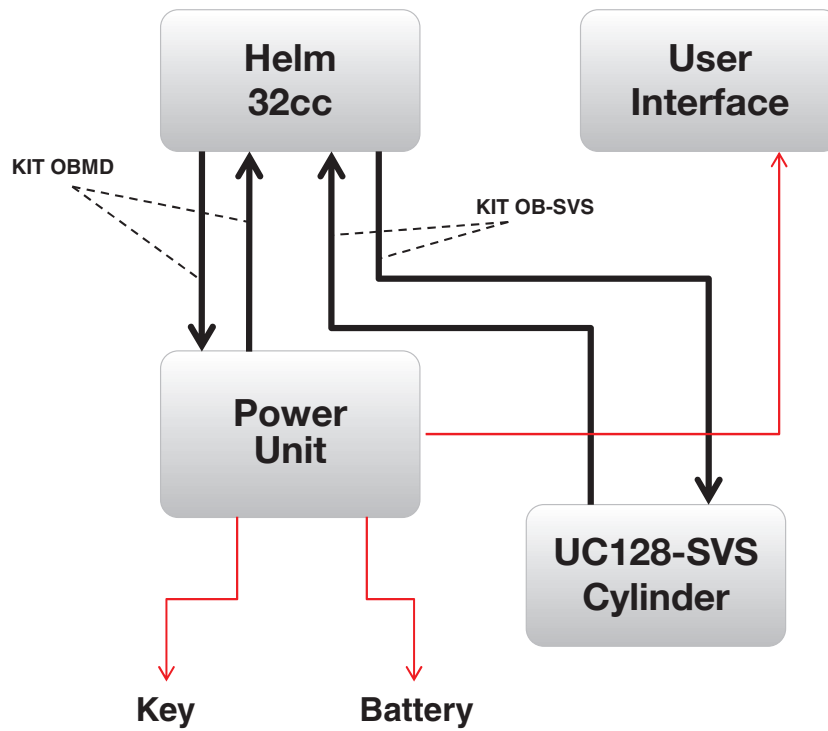 Helm
32cc
User
Interface
KIT OBMD
KIT OB-SVS
Power
Unit
UC128-SVS
Cylinder
Key
Battery